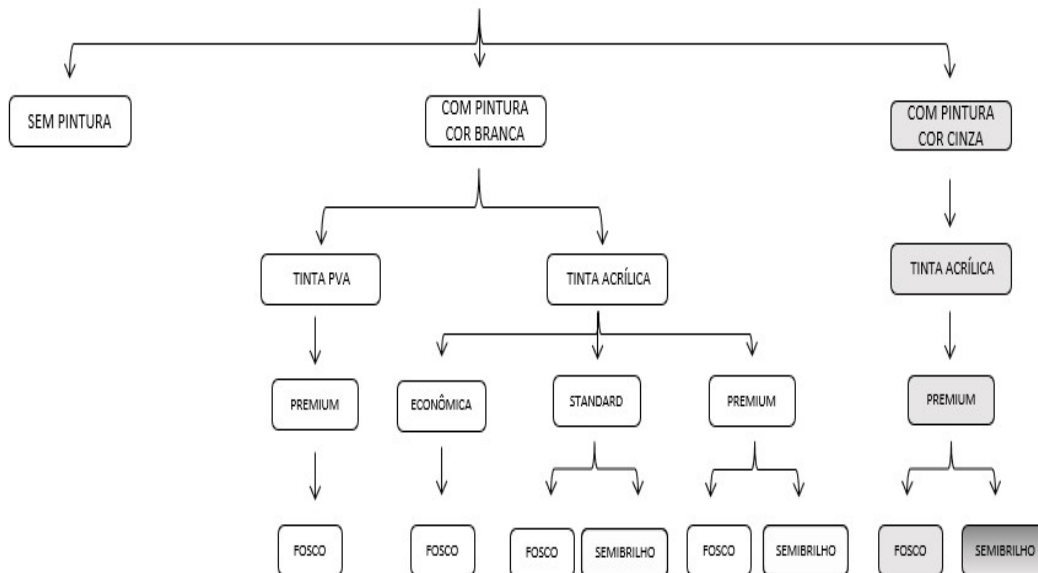 SEM PINTURA
COM PINTURA
COR BRANCA
COM PINTURA
COR CINZA
TINTA PVA
TINTA ACRÍLICA
TINTA ACRÍLICA
PREMIUM
ECONÔMICA
STANDARD
PREMIUM
PREMIUM
FOSCO
FOSCO
FOSCO
SEMIBRILHO
FOSCO
SEMIBRILHO
FOSCO
SEMIBRILHO